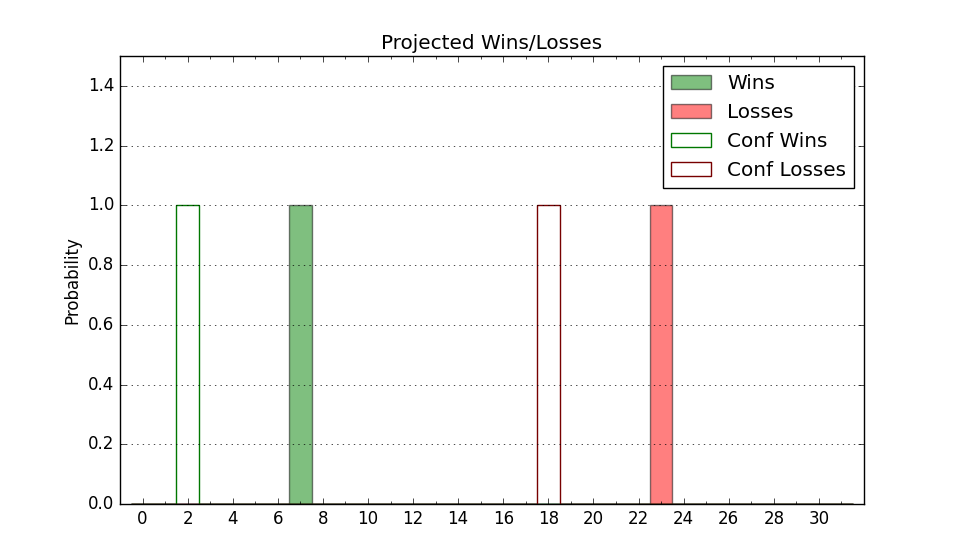 Projected Wins/Losses
Wins
Losses
Conf Wins
Conf Losses
Probability
1.4
1.2
1.0
0.8
0.6
0.4
0.2
0.0
0 2 4 6 8 10 12 14 16 18 20 22 24 26 28 30